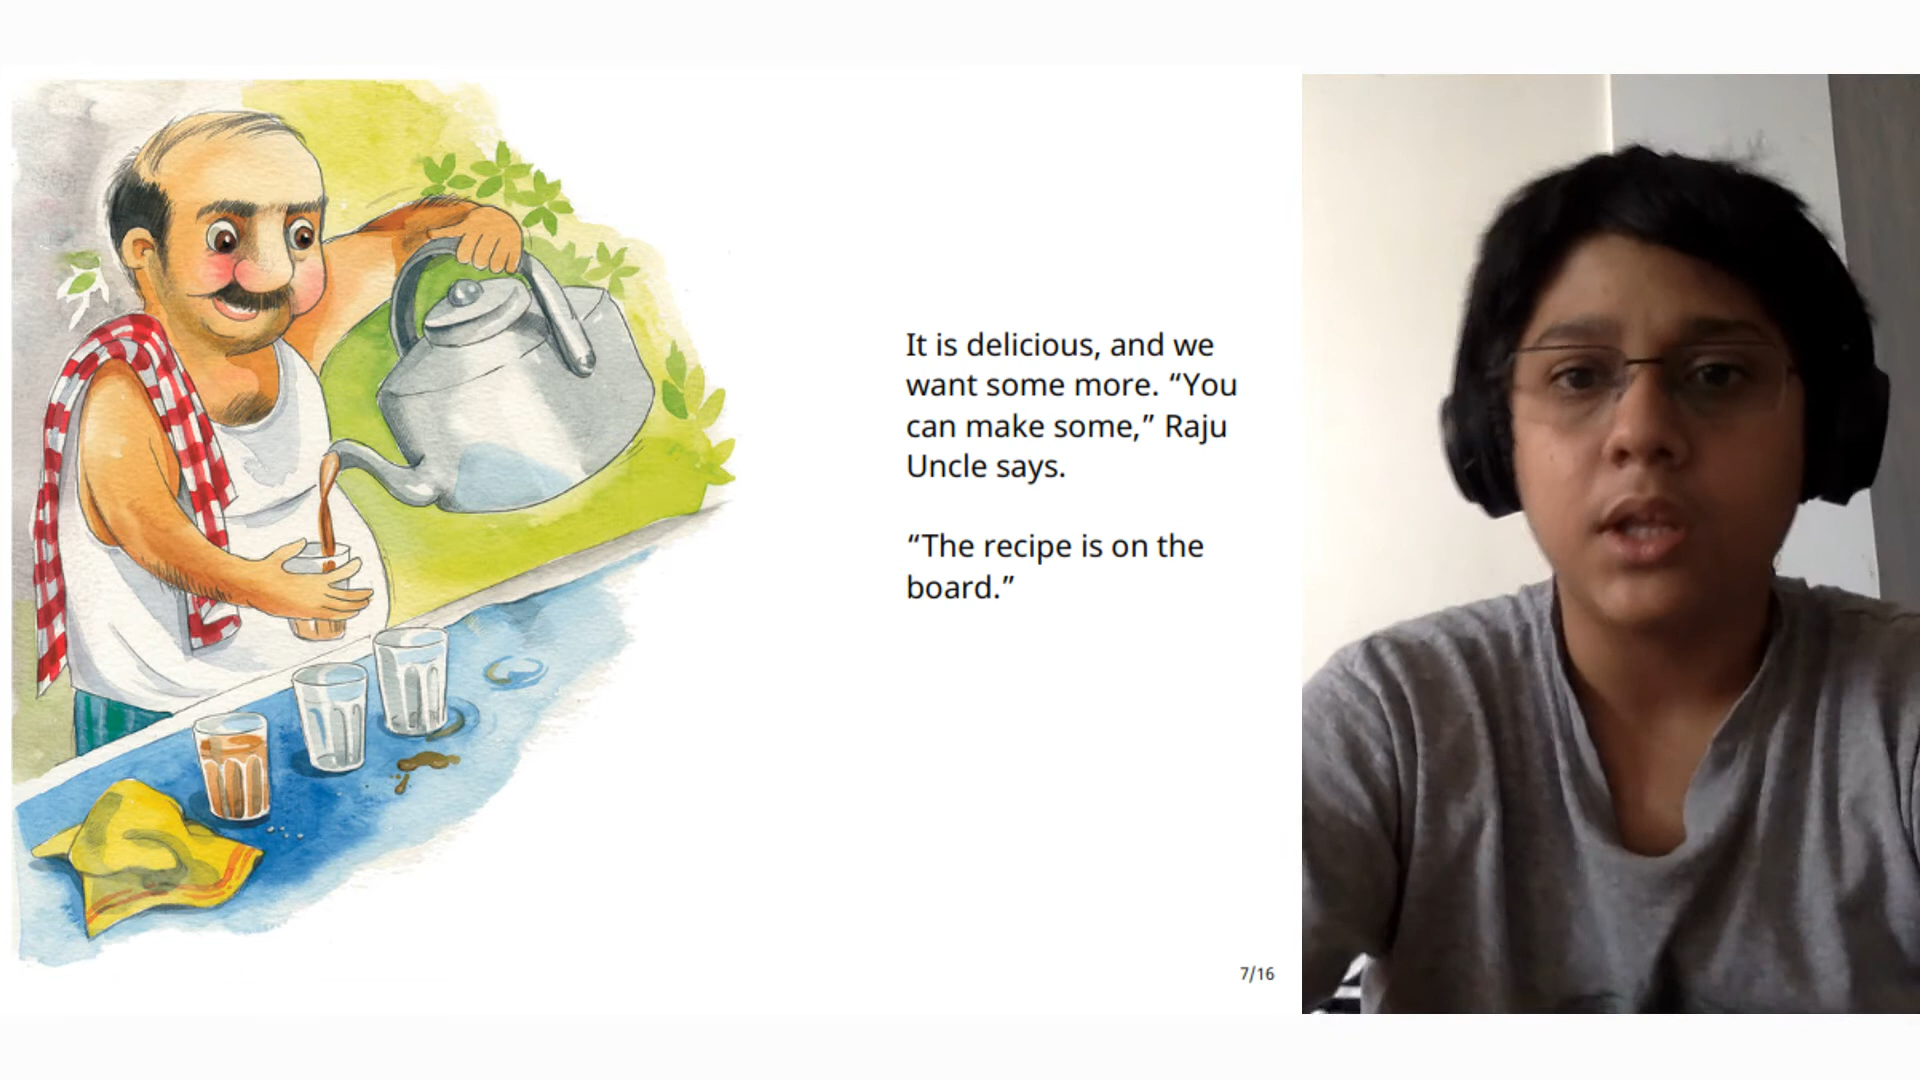 It is delicious, and we
want some more. “You
can make some,” Raju
Uncle says.
“The recipe is on the
board.”
7/16